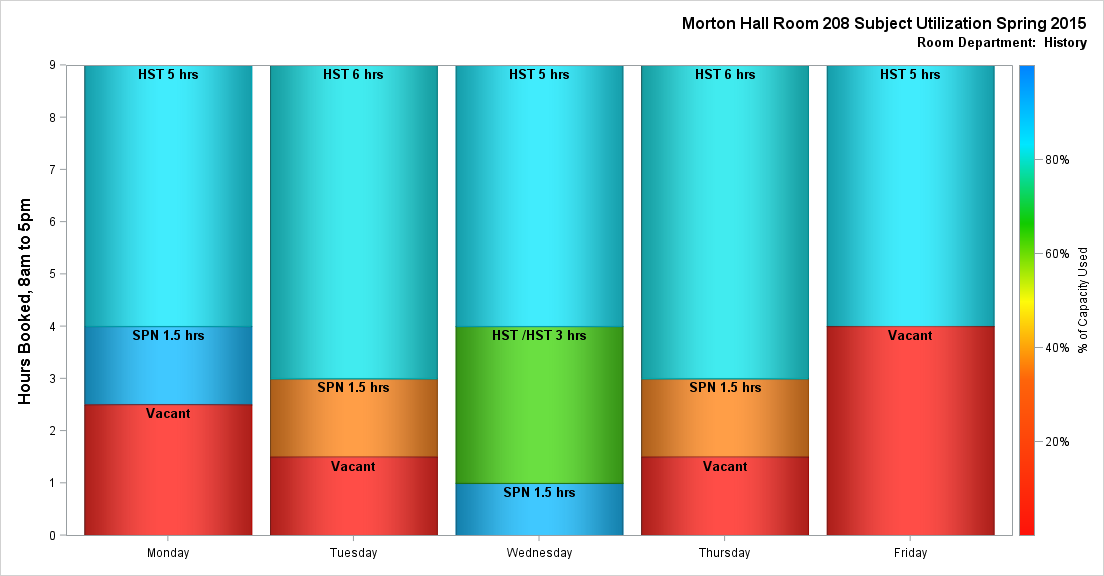 Morton Hall Room 208 Subject Utilization Spring 2015
Room Department:  History
Hours Booked, 8am to 5pm
9
8
7
6
5
4
3
2
1
0
HST 5 hrs
SPN 1.5 hrs
Vacant
HST 6 hrs
SPN 1.5 hrs
Vacant
HST 5 hrs
HST /HST 3 hrs
SPN 1.5 hrs
HST 6 hrs
SPN 1.5 hrs
Vacant
HST 5 hrs
Vacant
Monday
Tuesday
Wednesday
Thursday
Friday
80%
60%
40%
20%
% of Capacity Used